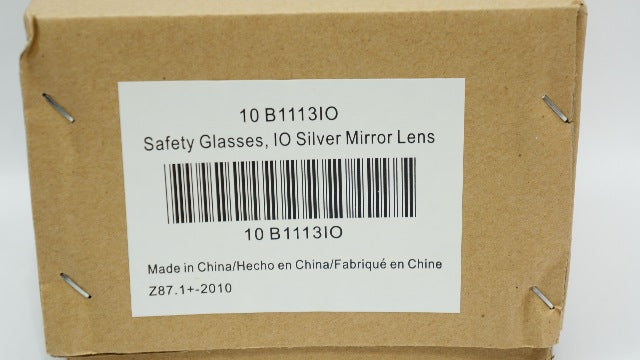 10 B1113IO
Safety Glasses, IO Silver Mirror Lens
10 B1113IO
Made in China/Hecho en China/Fabriqué en Chine
Z87.1+-2010